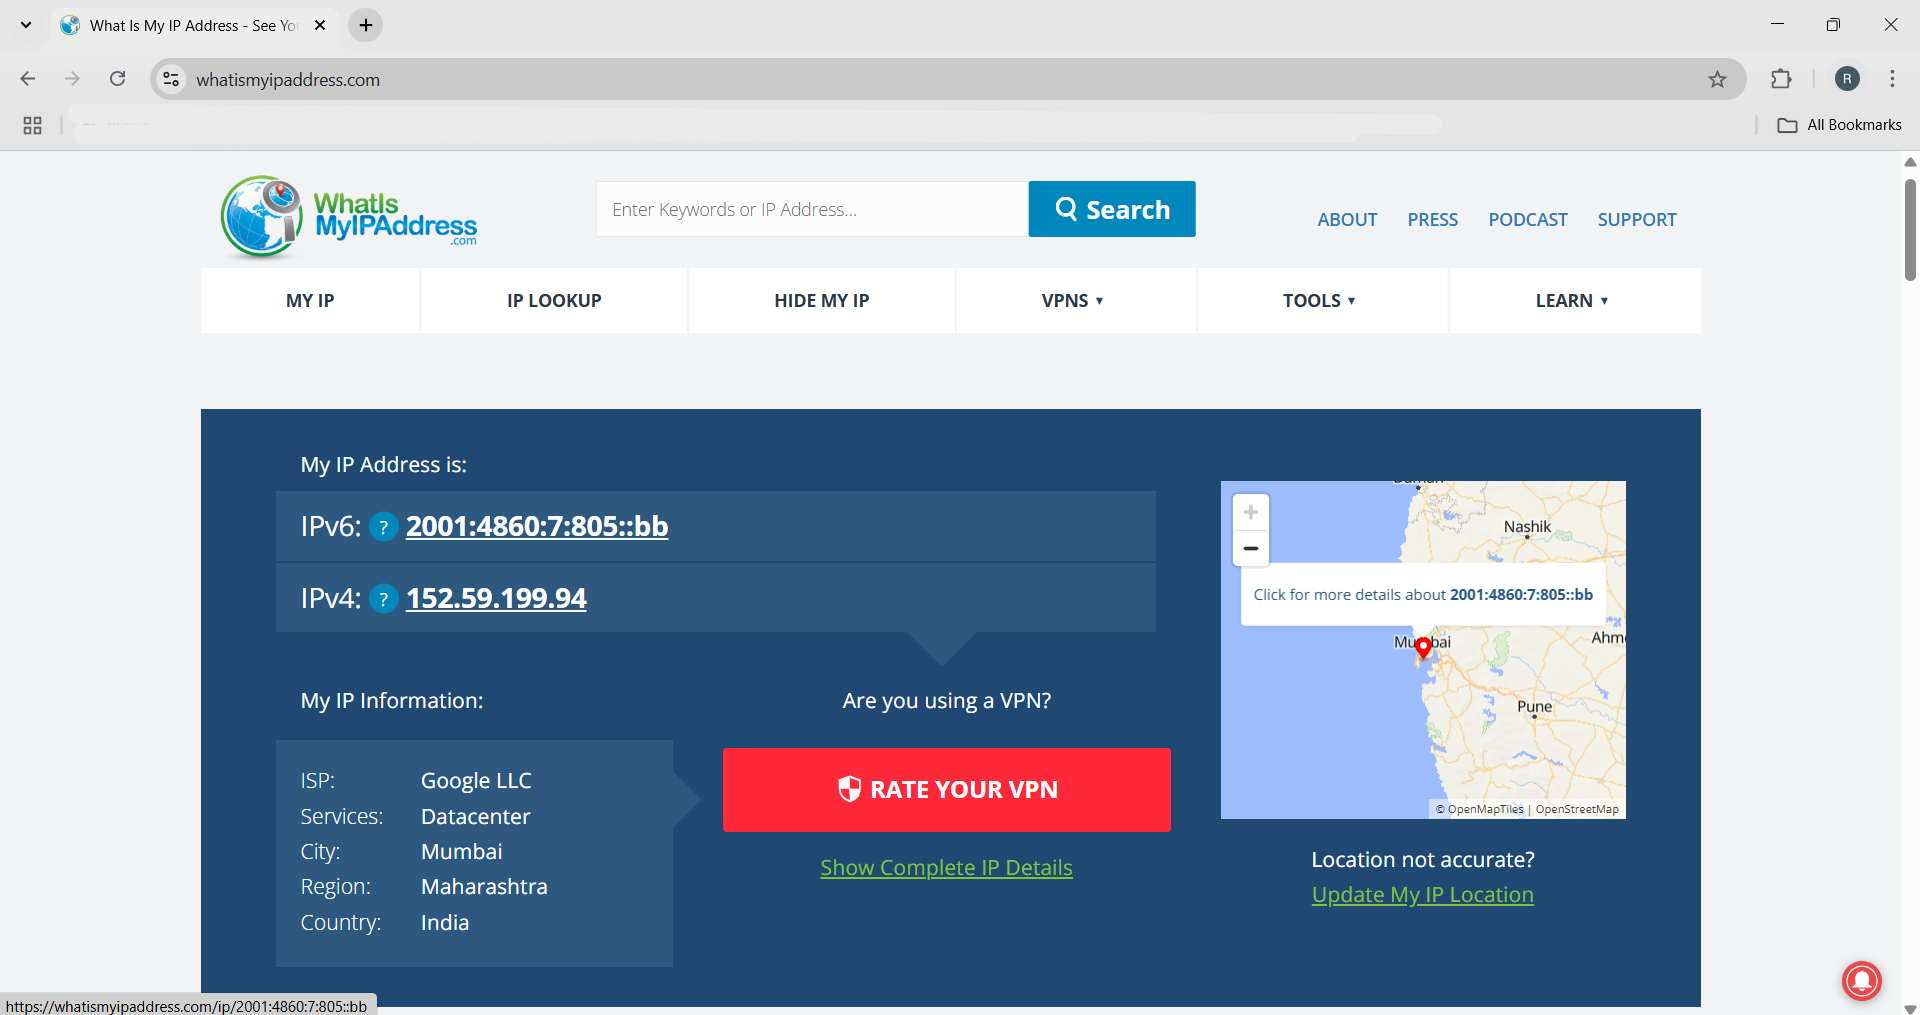 What Is My IP Address - See Yo
whatismyipaddress.com
R
All Bookmarks
WhatIs
MyIPAddress
.com
Enter Keywords or IP Address...
Search
ABOUT PRESS PODCAST SUPPORT
MY IP IP LOOKUP HIDE MY IP VPNS ▾ TOOLS ▾ LEARN ▾
My IP Address is:
IPv6: ? 2001:4860:7:805::bb
IPv4: ? 152.59.199.94
My IP Information:
ISP: Google LLC
Services: Datacenter
City: Mumbai
Region: Maharashtra
Country: India
Are you using a VPN?
RATE YOUR VPN
Show Complete IP Details
+
−
Nashik
Click for more details about 2001:4860:7:805::bb
Ahm
Pune
© OpenMapTiles | OpenStreetMap
Location not accurate?
Update My IP Location
https://whatismyipaddress.com/ip/2001:4860:7:805::bb